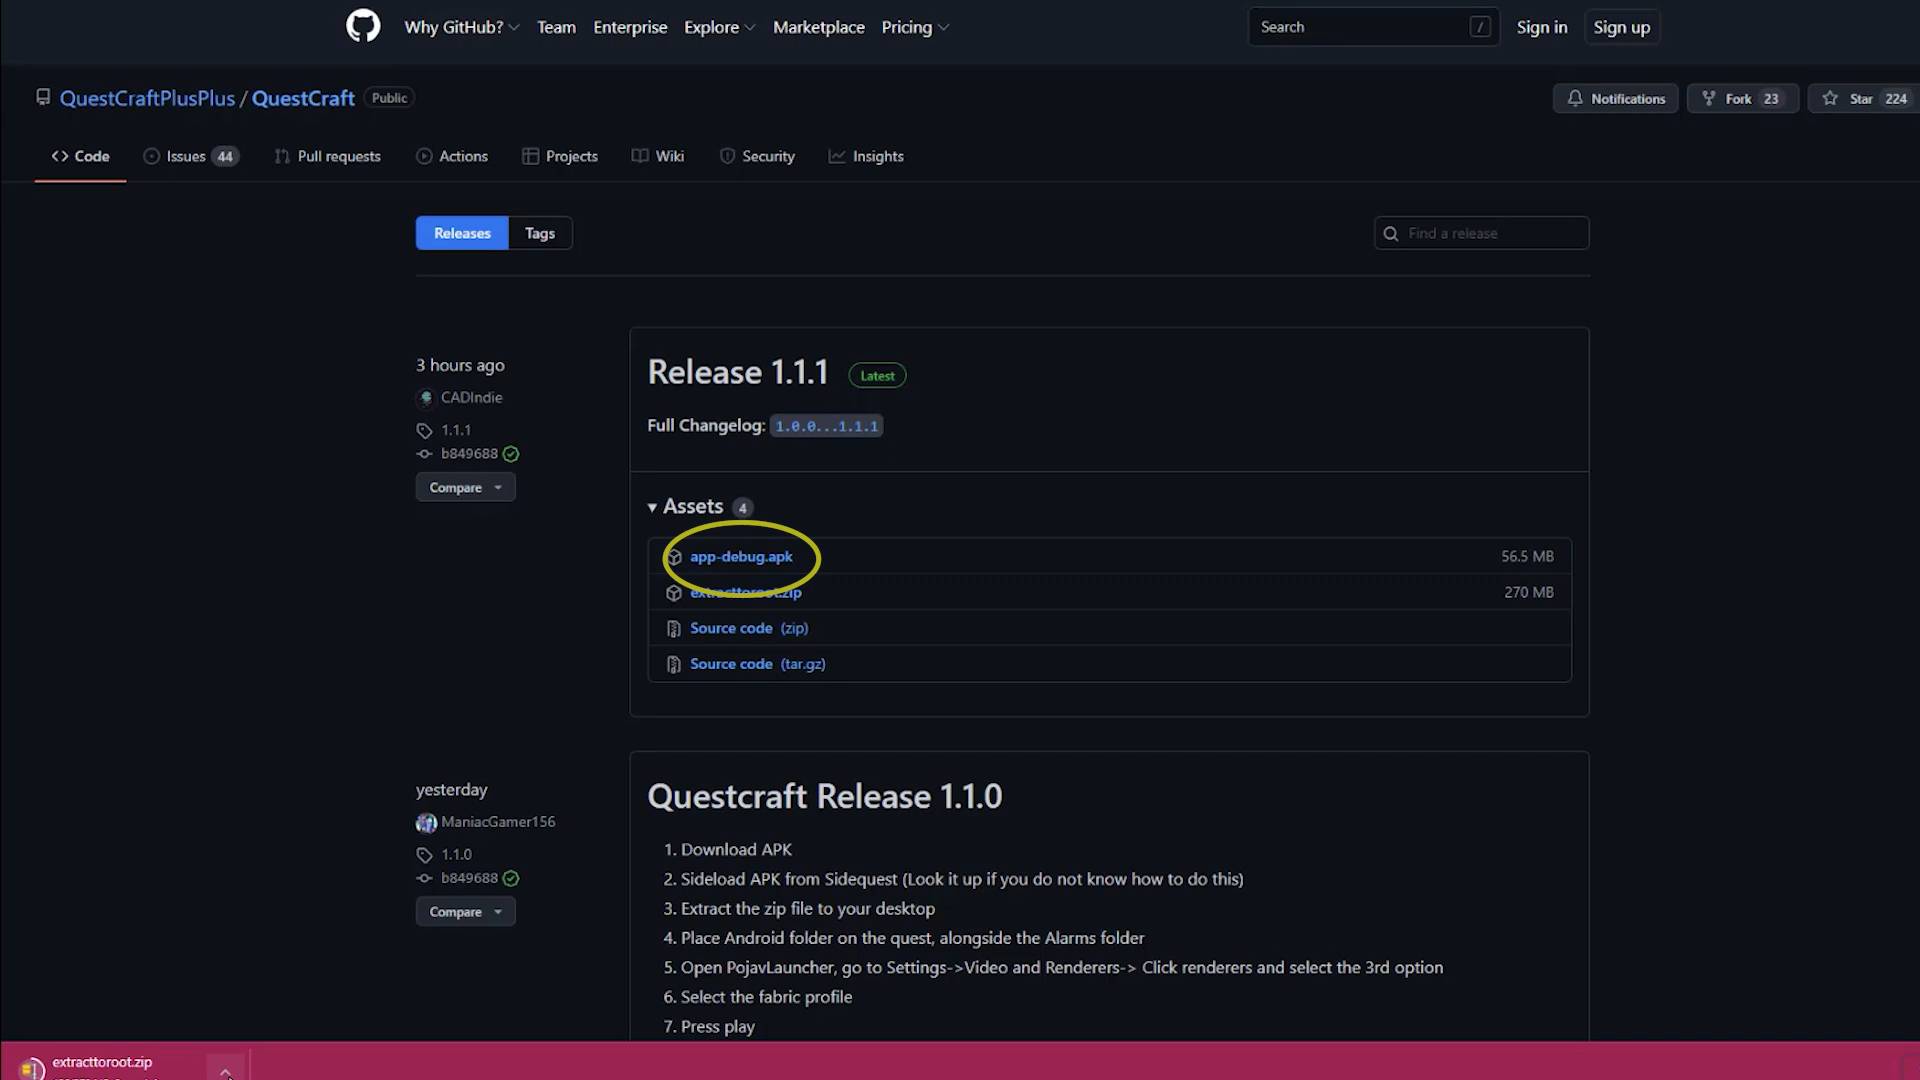 Why GitHub? Team Enterprise Explore Marketplace Pricing Search / Sign in Sign up
QuestCraftPlusPlus / QuestCraft Public Notifications Fork 23 Star 224
Code Issues 44 Pull requests Actions Projects Wiki Security Insights
Releases Tags Find a release
3 hours ago
CADIndie
1.1.1
b849688
Compare
Release 1.1.1 Latest
Full Changelog: 1.0.0...1.1.1
Assets 4
app-debug.apk 56.5 MB
extracttoroot.zip 270 MB
Source code (zip)
Source code (tar.gz)
yesterday
ManiacGamer156
1.1.0
b849688
Compare
Questcraft Release 1.1.0
1. Download APK
2. Sideload APK from Sidequest (Look it up if you do not know how to do this)
3. Extract the zip file to your desktop
4. Place Android folder on the quest, alongside the Alarms folder
5. Open PojavLauncher, go to Settings->Video and Renderers-> Click renderers and select the 3rd option
6. Select the fabric profile
7. Press play
extracttoroot.zip